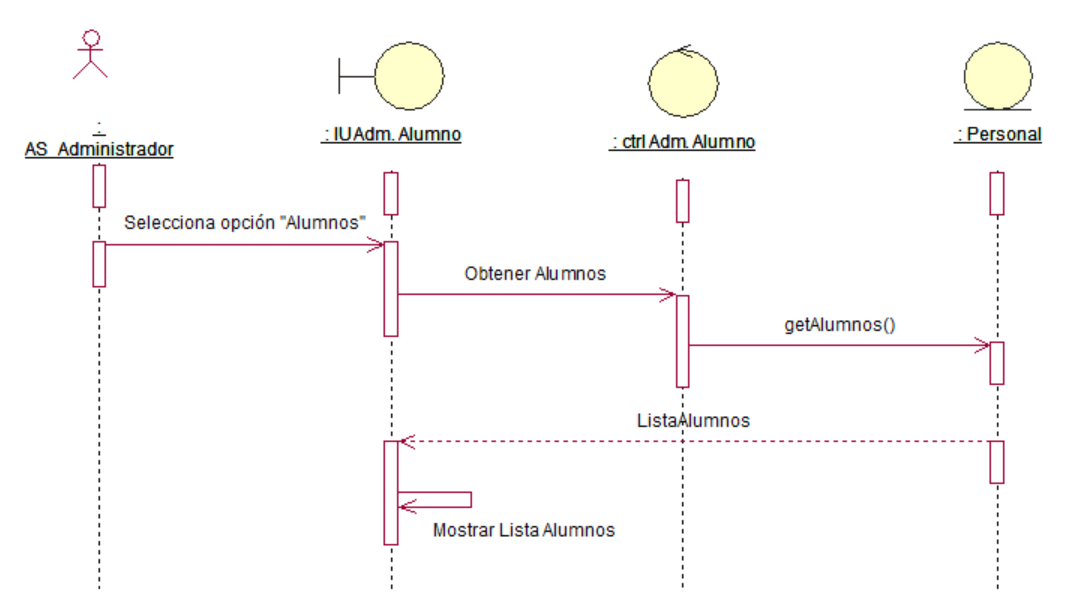 :
AS_Administrador
: IUAdm. Alumno
: ctrl Adm. Alumno
: Personal
Selecciona opción "Alumnos"
Obtener Alumnos
getAlumnos()
ListaAlumnos
Mostrar Lista Alumnos